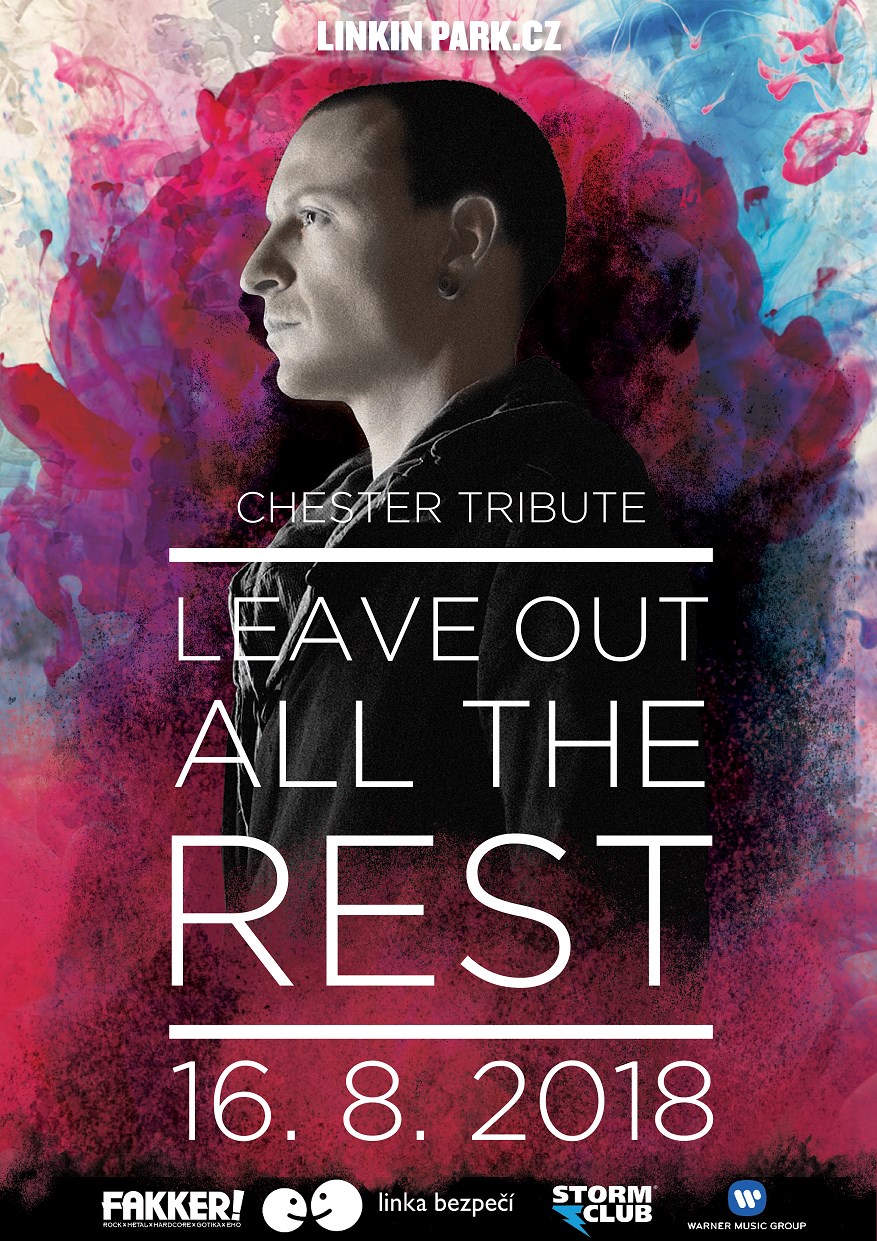 LINKIN PARK.CZ
CHESTER TRIBUTE
LEAVE OUT
ALL THE
REST
16. 8. 2018
FAKKER!
ROCK×METAL×HARDCORE×GOTIKA×EMO
linka bezpečí
STORM
CLUB
WARNER MUSIC GROUP